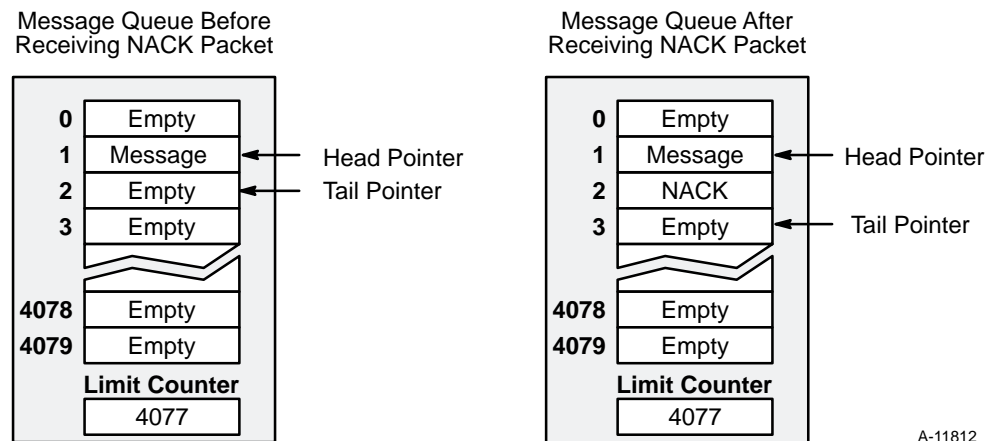 Message Queue Before
Receiving NACK Packet
0 Empty
1 Message Head Pointer
2 Empty Tail Pointer
3 Empty
4078 Empty
4079 Empty
Limit Counter
4077
Message Queue After
Receiving NACK Packet
0 Empty
1 Message Head Pointer
2 NACK
3 Empty Tail Pointer
4078 Empty
4079 Empty
Limit Counter
4077
A-11812